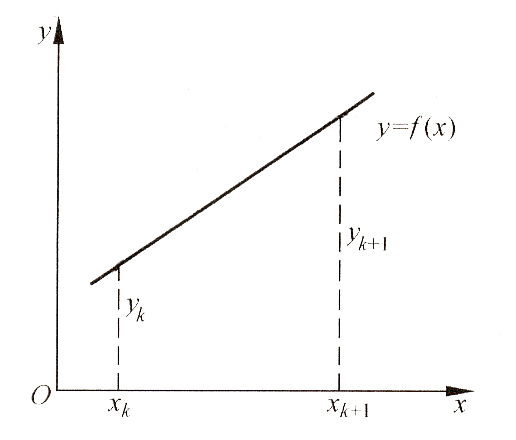 y
y=f(x)
y_{k+1}
y_k
O
x_k
x_{k+1}
x